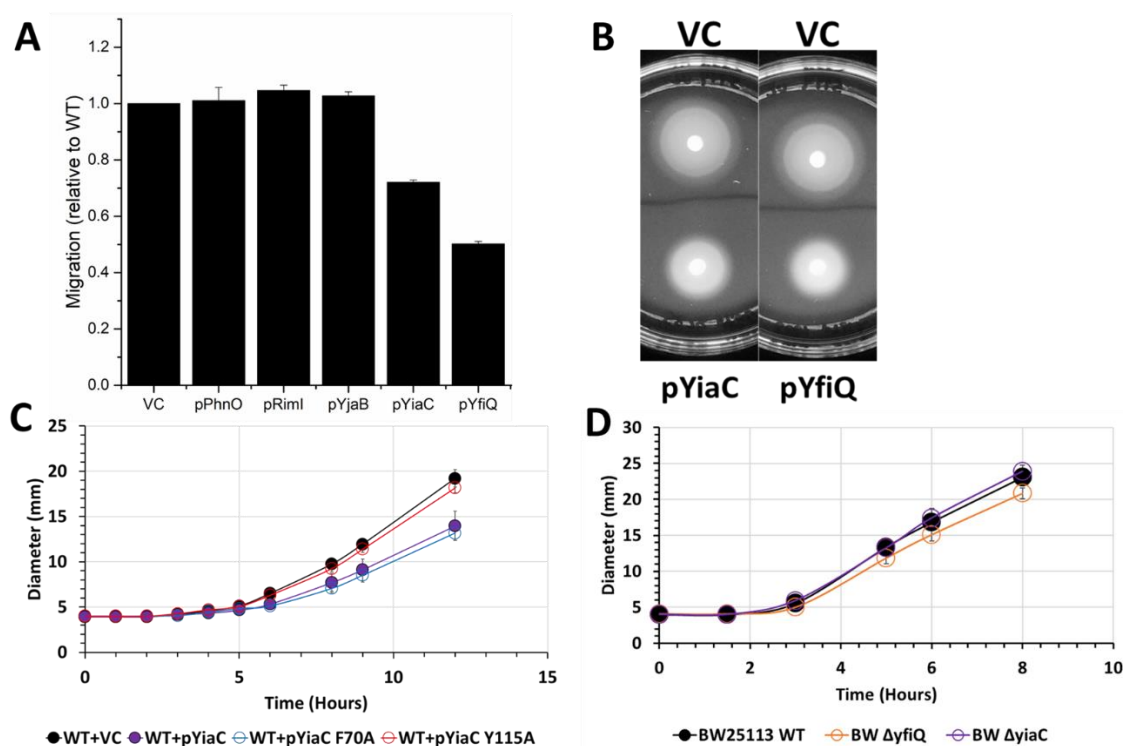 A
Migration (relative to WT)
1.2
1.0
0.8
0.6
0.4
0.2
0.0
VC pPhnO pRimI pYjaB pYiaC pYfiQ
B
VC VC
pYiaC pYfiQ
C
Diameter (mm)
25
20
15
10
5
0
0 5 10 15
Time (Hours)
WT+VC WT+pYiaC WT+pYiaC F70A WT+pYiaC Y115A
D
Diameter (mm)
30
25
20
15
10
5
0
0 2 4 6 8 10
Time (Hours)
BW25113 WT BW ΔyfiQ BW ΔyiaC